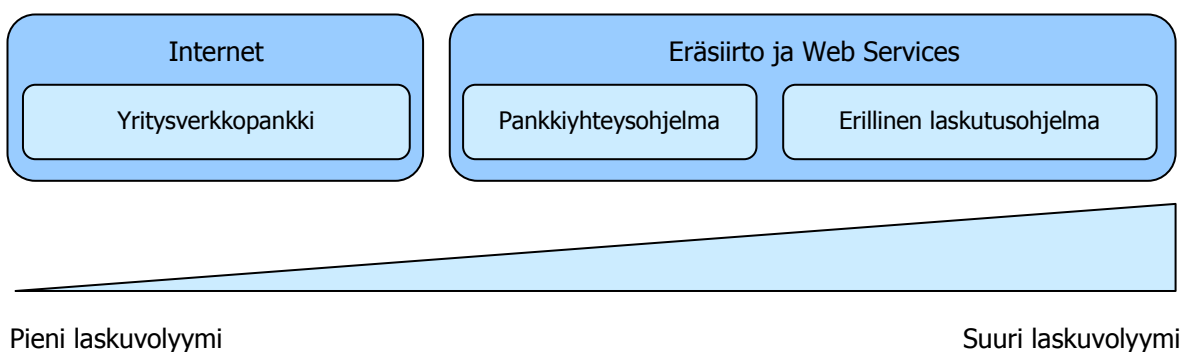 Internet
Eräsiirto ja Web Services
Yritysverkkopankki
Pankkiyhteysohjelma
Erillinen laskutusohjelma
Pieni laskuvolyymi
Suuri laskuvolyymi